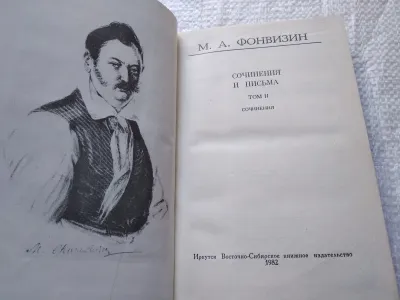 М. А. ФОНВИЗИН
СОЧИНЕНИЯ
И ПИСЬМА
ТОМ II
СОЧИНЕНИЯ
Иркутск Восточно-Сибирское книжное издательство
1982